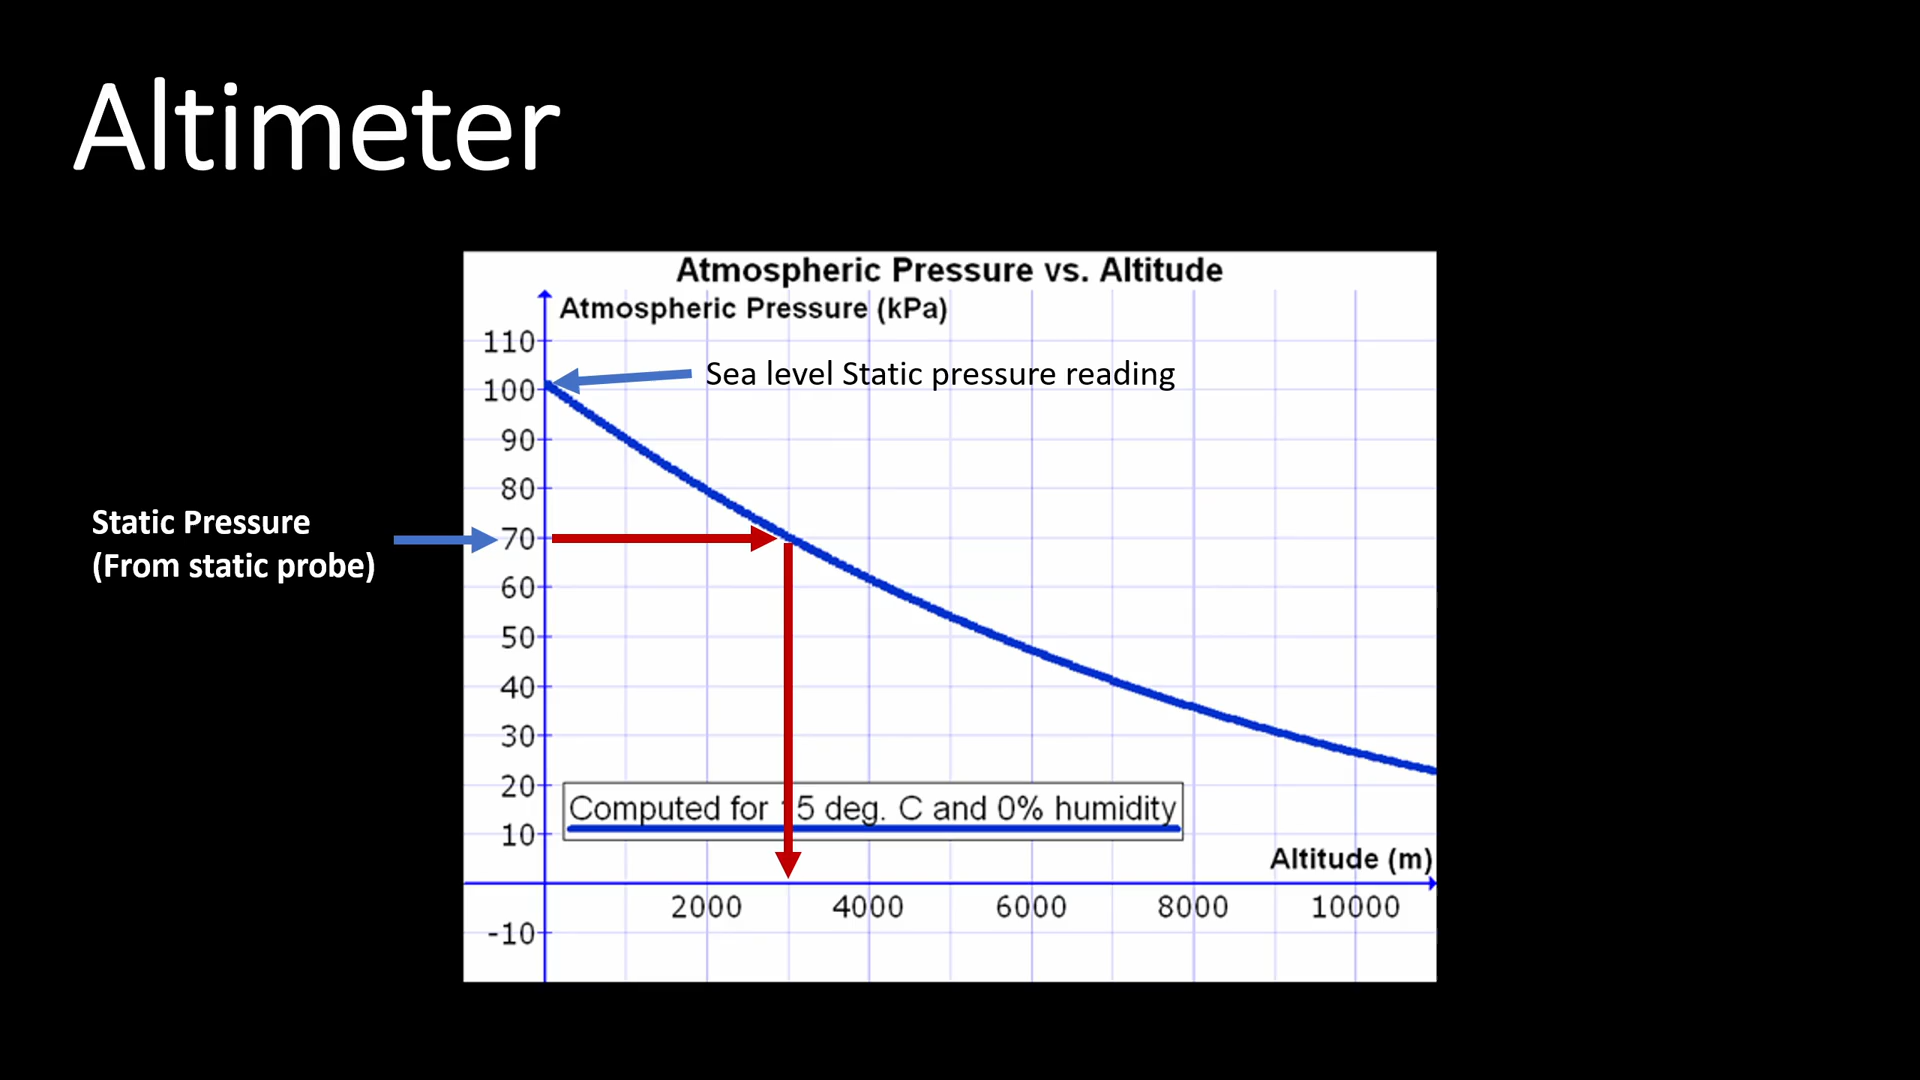 Altimeter
Atmospheric Pressure vs. Altitude
Atmospheric Pressure (kPa)
110
Sea level Static pressure reading
100
90
80
Static Pressure
(From static probe)
70
60
50
40
30
20
Computed for 15 deg. C and 0% humidity
10
Altitude (m)
2000 4000 6000 8000 10000
-10